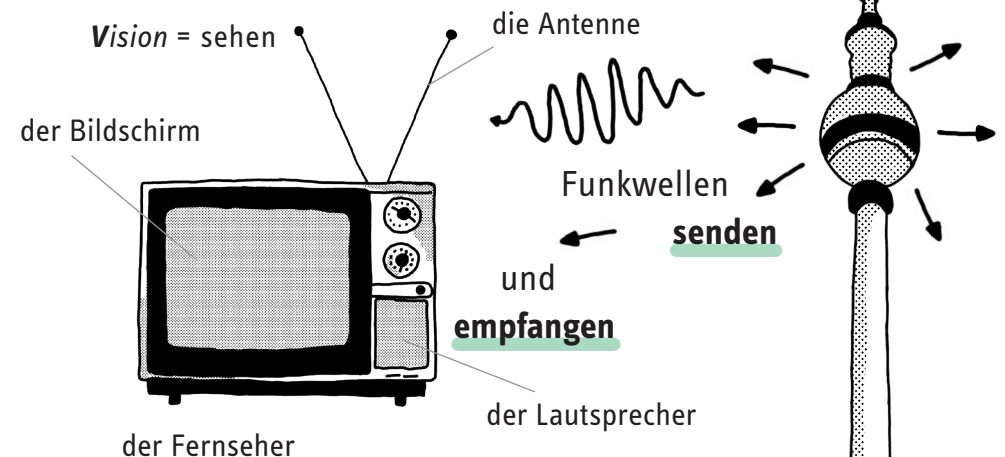 Vision = sehen
die Antenne
der Bildschirm
Funkwellen
senden
und
empfangen
der Lautsprecher
der Fernseher